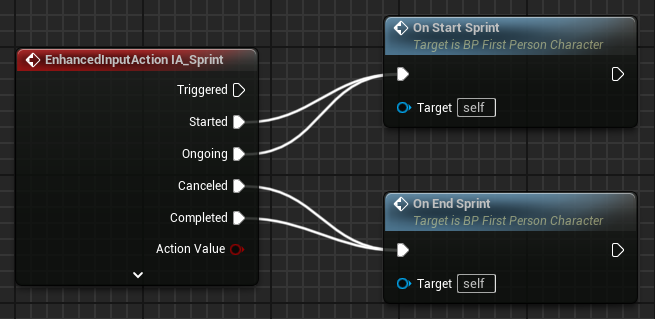 EnhancedInputAction IA_Sprint
Triggered
Started
Ongoing
Canceled
Completed
Action Value
On Start Sprint
Target is BP First Person Character
Target self
On End Sprint
Target is BP First Person Character
Target self